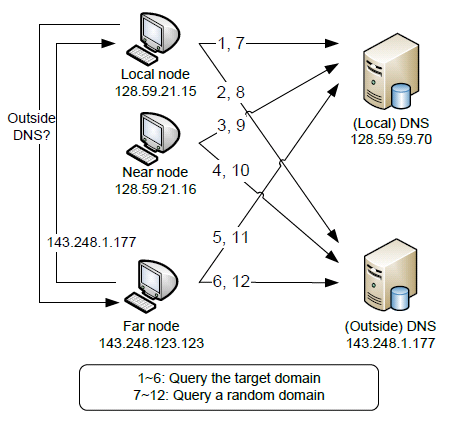 Local node
128.59.21.15
Outside
DNS?
Near node
128.59.21.16
143.248.1.177
Far node
143.248.123.123
1, 7
2, 8
3, 9
4, 10
5, 11
6, 12
(Local) DNS
128.59.59.70
(Outside) DNS
143.248.1.177
1~6: Query the target domain
7~12: Query a random domain